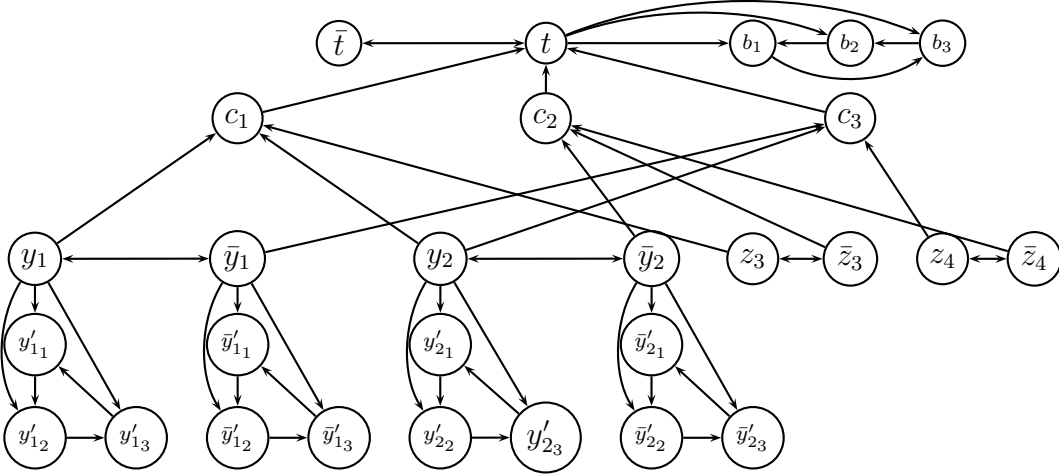 t̄ t b₁ b₂ b₃
c₁ c₂ c₃
y₁ ȳ₁ y₂ ȳ₂ z₃ z̄₃ z₄ z̄₄
y′₁₁ ȳ′₁₁ y′₂₁ ȳ′₂₁
y′₁₂ y′₁₃ ȳ′₁₂ ȳ′₁₃ y′₂₂ y′₂₃ ȳ′₂₂ ȳ′₂₃